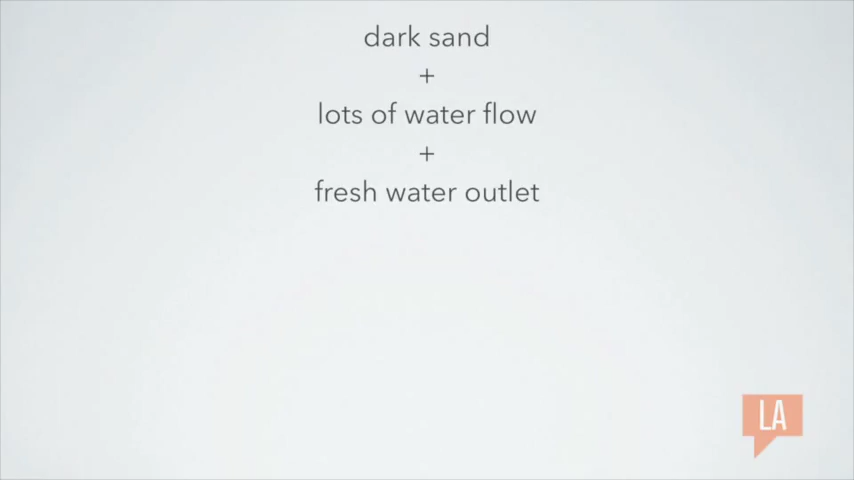 dark sand
+
lots of water flow
+
fresh water outlet
LA